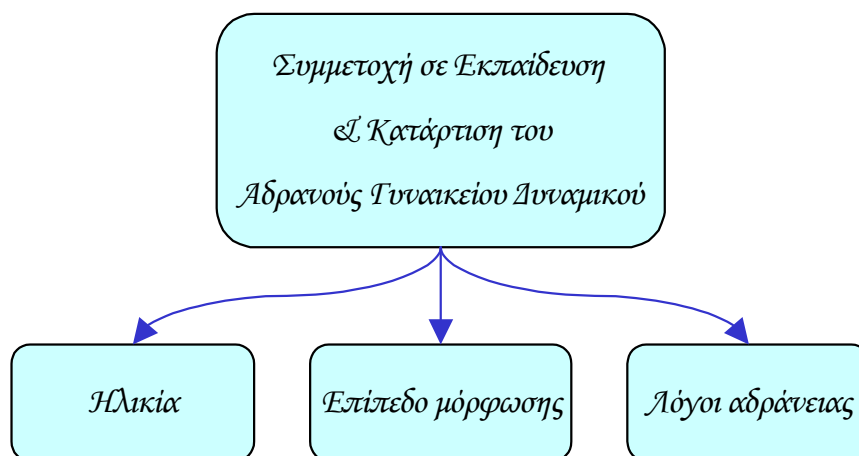 Συμμετοχή σε Εκπαίδευση
& Κατάρτιση του
Αδρανούς Γυναικείου Δυναμικού
Ηλικία
Επίπεδο μόρφωσης
Λόγοι αδράνειας